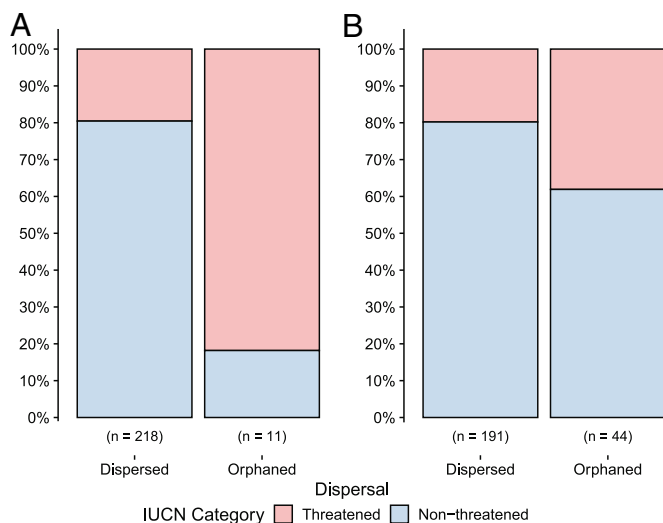 A
100%
90%
80%
70%
60%
50%
40%
30%
20%
10%
0%
(n = 218)
(n = 11)
Dispersed
Orphaned
B
100%
90%
80%
70%
60%
50%
40%
30%
20%
10%
0%
(n = 191)
(n = 44)
Dispersed
Orphaned
Dispersal
IUCN Category Threatened Non−threatened